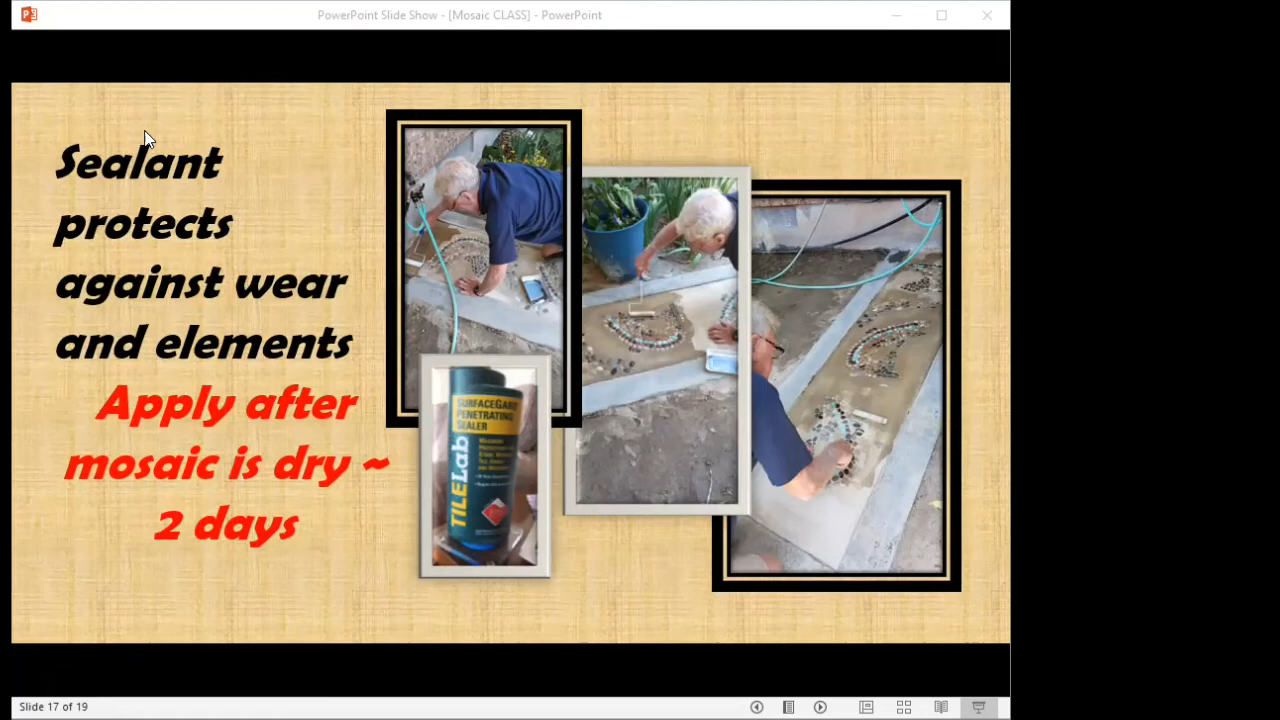 PowerPoint Slide Show - [Mosaic CLASS] - PowerPoint
Sealant
protects
against wear
and elements
Apply after
mosaic is dry ~
2 days
SURFACEGARD
PENETRATING
SEALER
TILELab
Slide 17 of 19